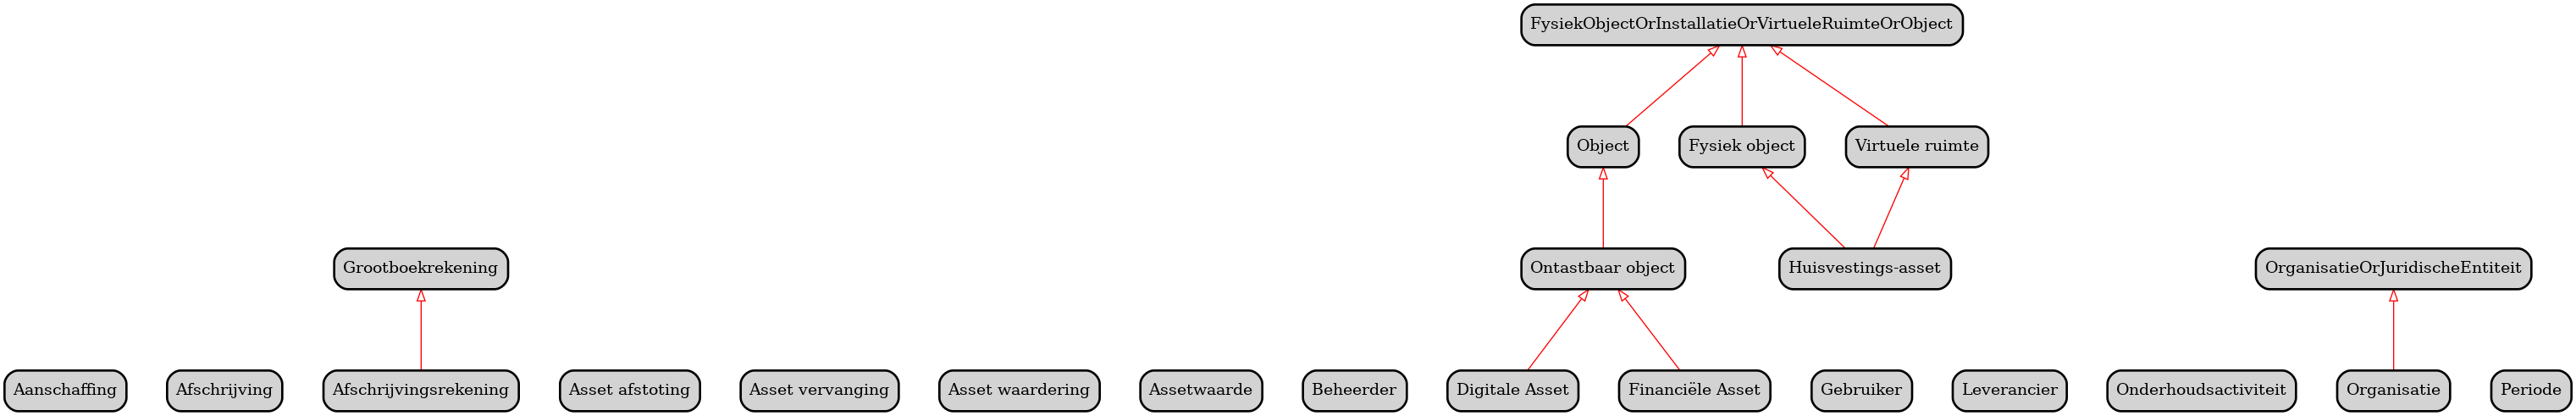 FysiekObjectOrInstallatieOrVirtueleRuimteOrObject
Object
Fysiek object
Virtuele ruimte
Grootboekrekening
Ontastbaar object
Huisvestings-asset
OrganisatieOrJuridischeEntiteit
Aanschaffing
Afschrijving
Afschrijvingsrekening
Asset afstoting
Asset vervanging
Asset waardering
Assetwaarde
Beheerder
Digitale Asset
Financiële Asset
Gebruiker
Leverancier
Onderhoudsactiviteit
Organisatie
Periode